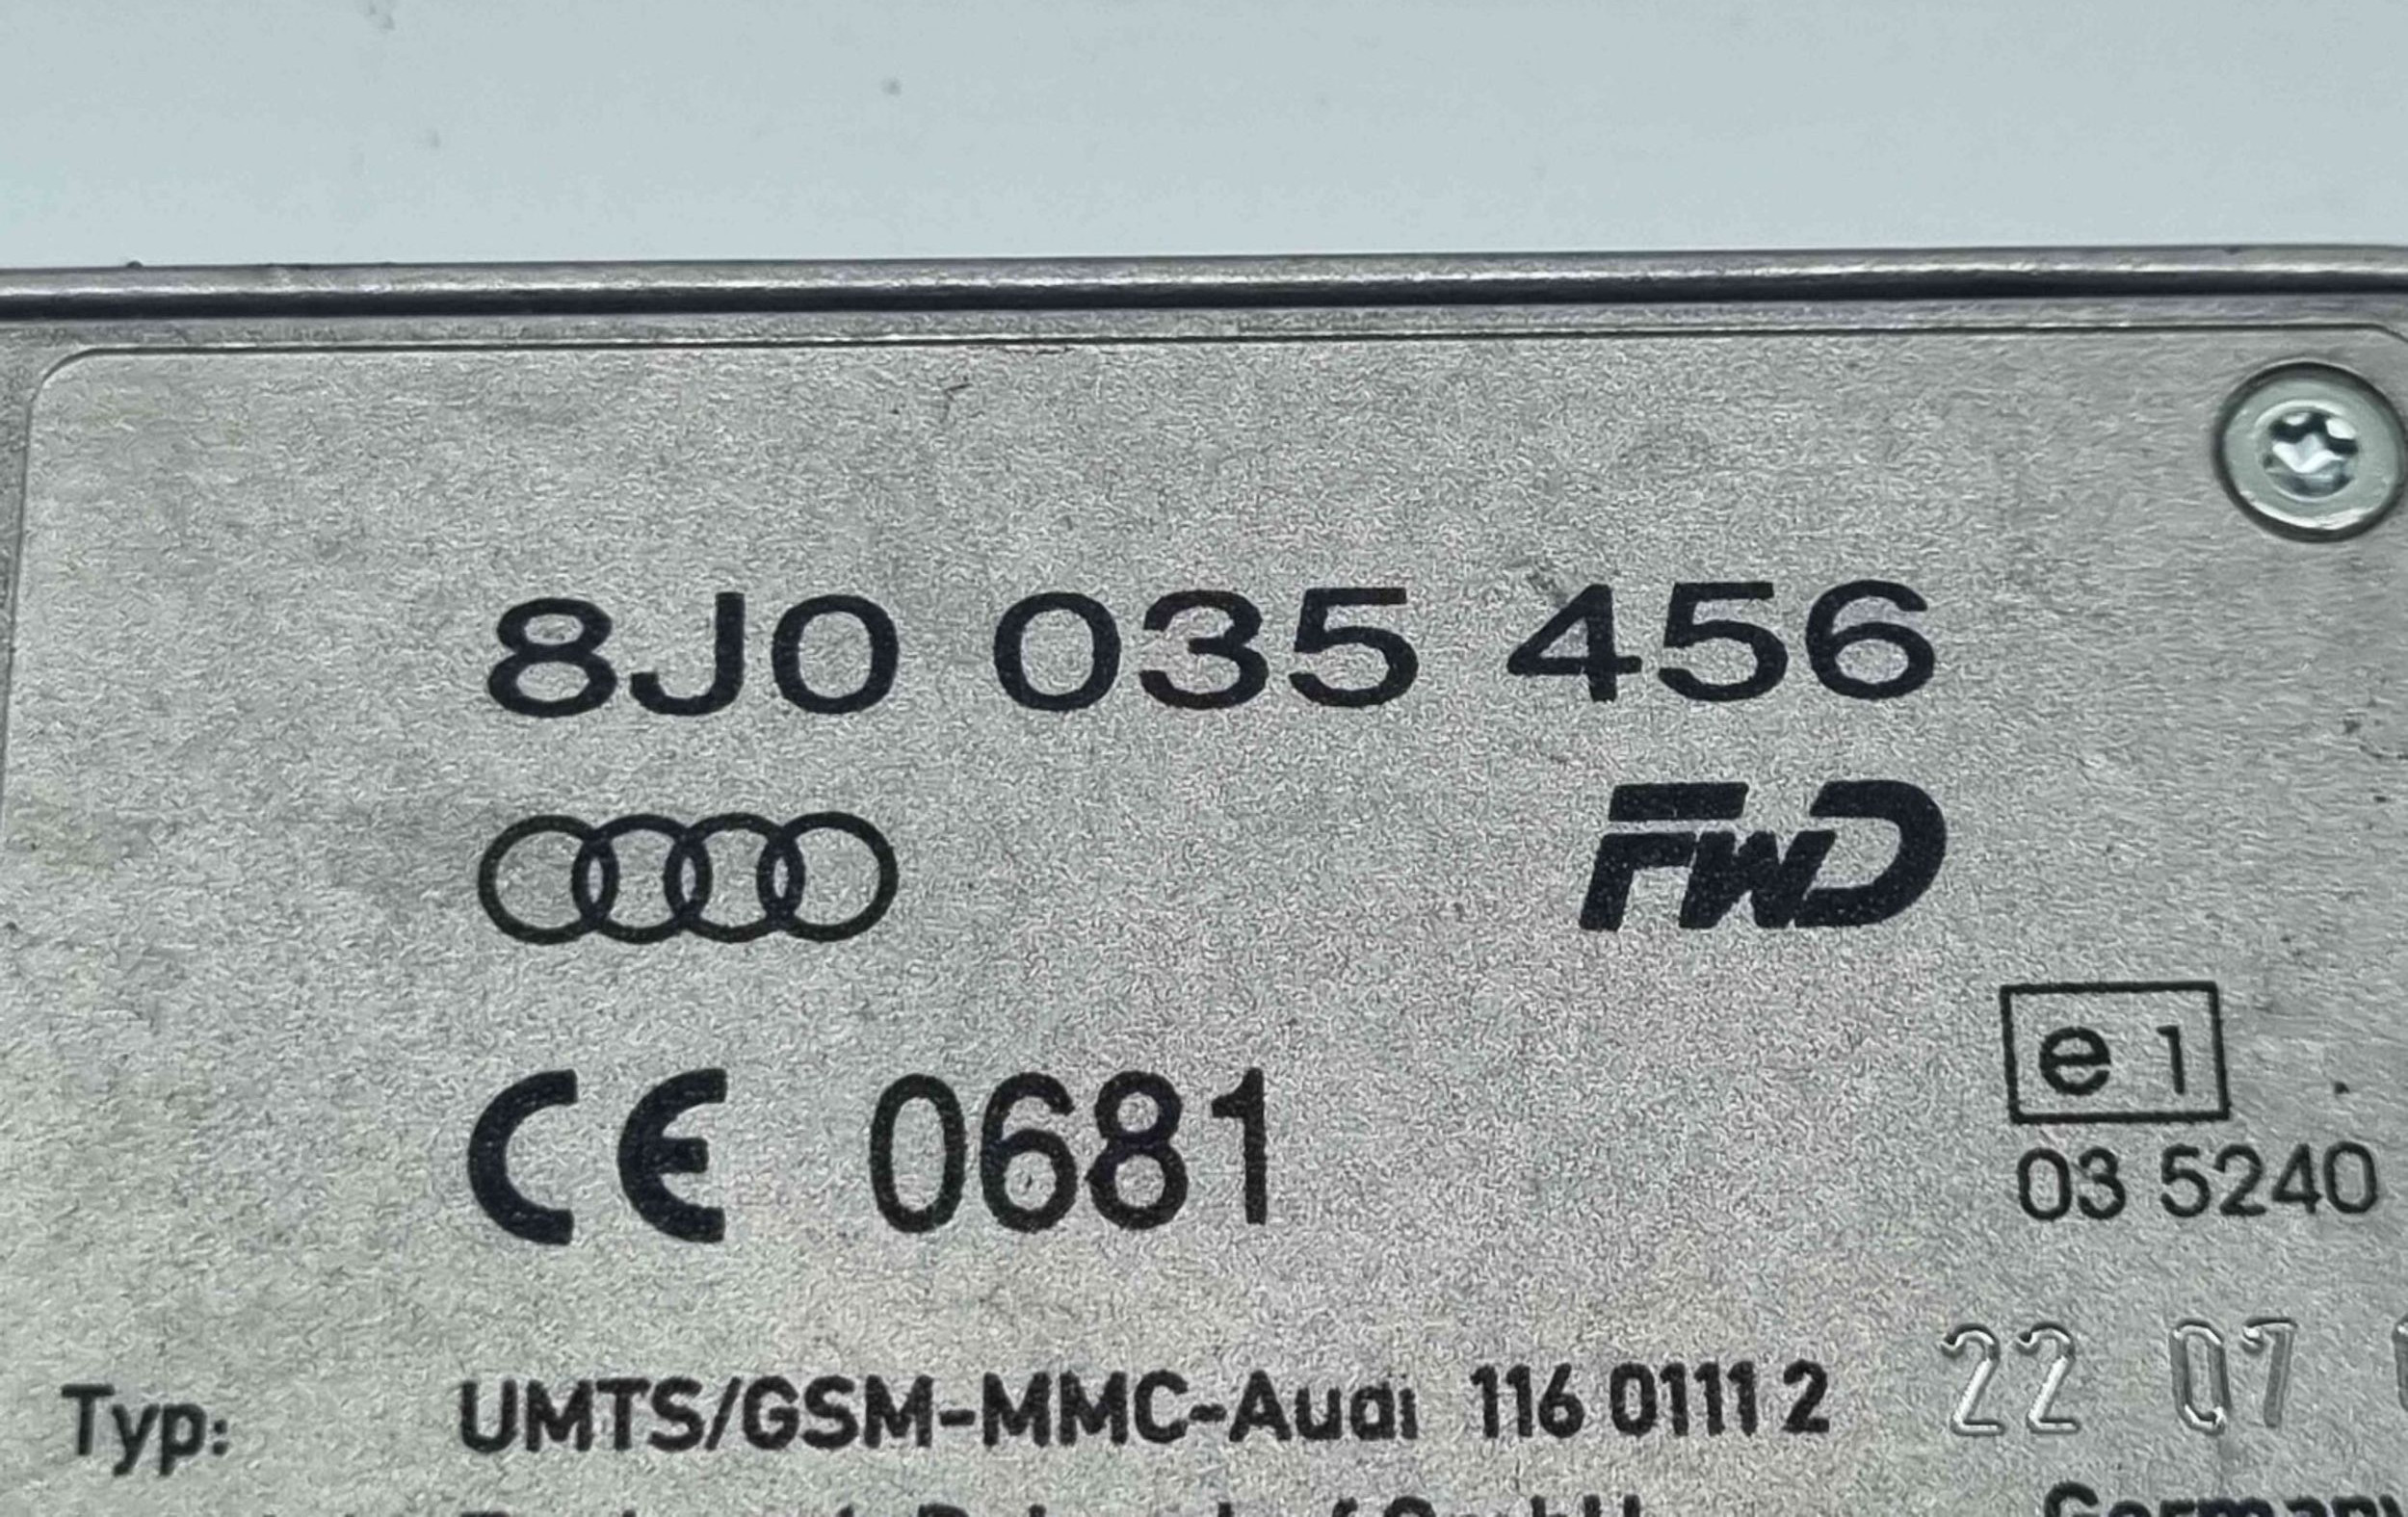 8J0 035 456
FWD
CE 0681
e1
03 5240
Typ: UMTS/GSM-MMC-Audi 116 0111 2
22 07
Germany